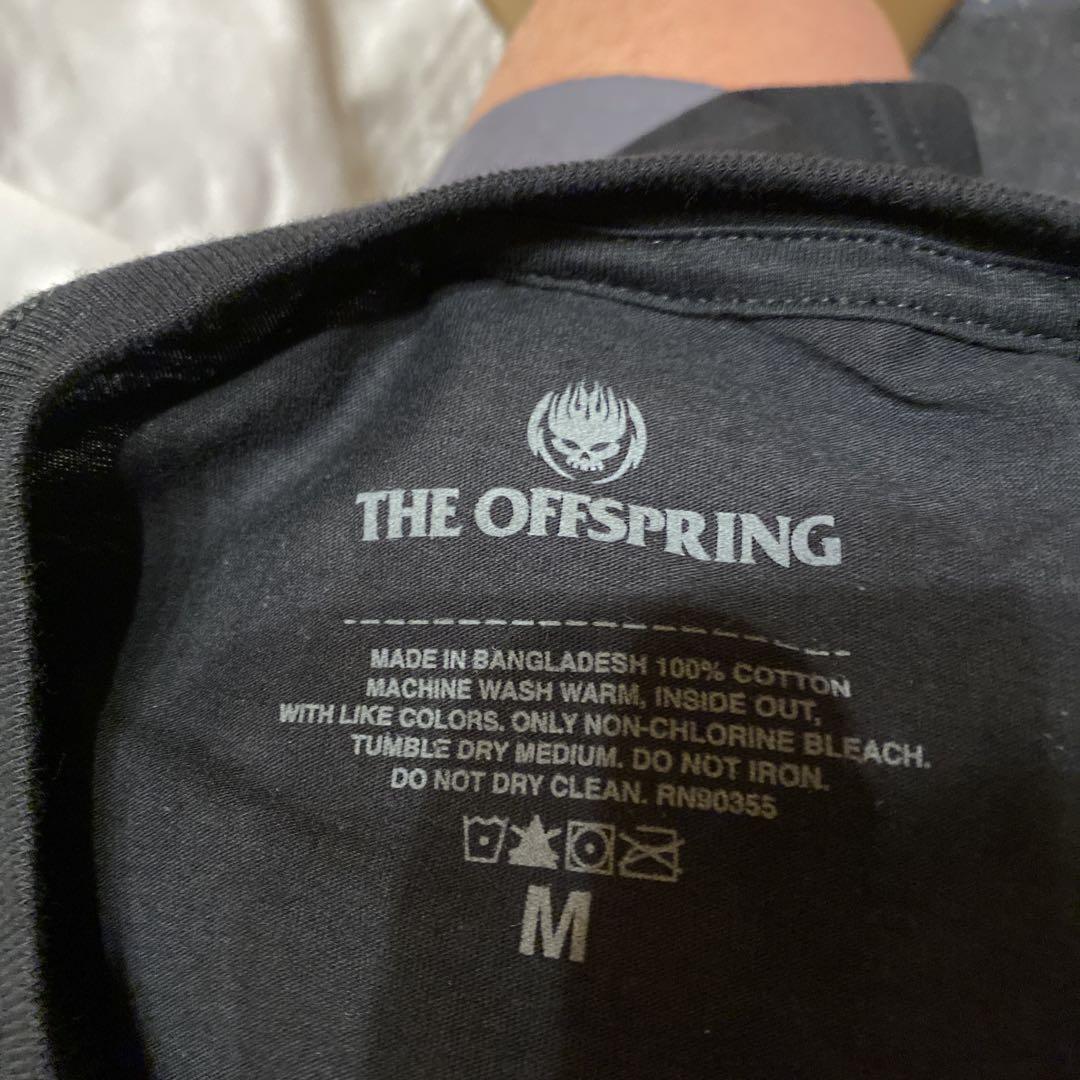 THE OFFSPRING
MADE IN BANGLADESH 100% COTTON
MACHINE WASH WARM, INSIDE OUT,
WITH LIKE COLORS. ONLY NON-CHLORINE BLEACH.
TUMBLE DRY MEDIUM. DO NOT IRON.
DO NOT DRY CLEAN. RN90355
M